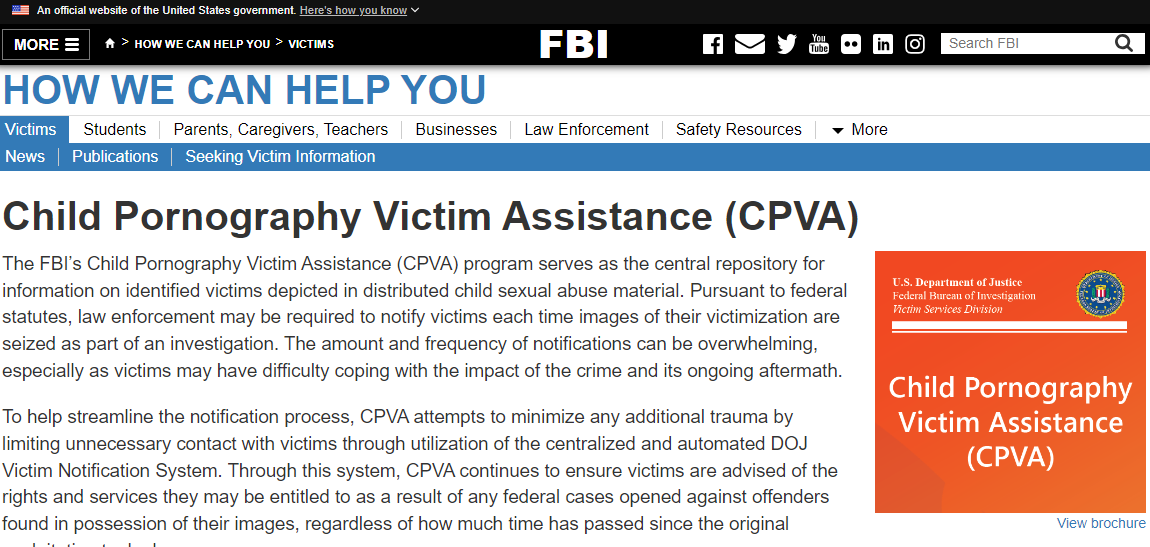 An official website of the United States government. Here's how you know
MORE
> HOW WE CAN HELP YOU > VICTIMS
FBI
You
Tube
in
Search FBI
HOW WE CAN HELP YOU
Victims Students Parents, Caregivers, Teachers Businesses Law Enforcement Safety Resources More
News Publications Seeking Victim Information
Child Pornography Victim Assistance (CPVA)
The FBI’s Child Pornography Victim Assistance (CPVA) program serves as the central repository for
information on identified victims depicted in distributed child sexual abuse material. Pursuant to federal
statutes, law enforcement may be required to notify victims each time images of their victimization are
seized as part of an investigation. The amount and frequency of notifications can be overwhelming,
especially as victims may have difficulty coping with the impact of the crime and its ongoing aftermath.
To help streamline the notification process, CPVA attempts to minimize any additional trauma by
limiting unnecessary contact with victims through utilization of the centralized and automated DOJ
Victim Notification System. Through this system, CPVA continues to ensure victims are advised of the
rights and services they may be entitled to as a result of any federal cases opened against offenders
found in possession of their images, regardless of how much time has passed since the original
U.S. Department of Justice
Federal Bureau of Investigation
Victim Services Division
Child Pornography
Victim Assistance
(CPVA)
View brochure